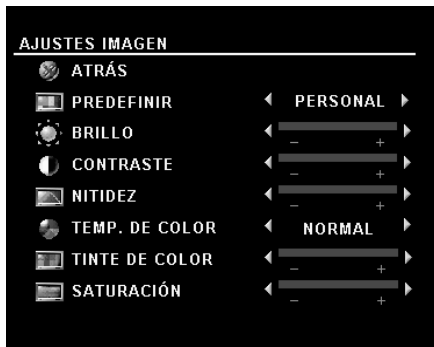 AJUSTES IMAGEN
ATRÁS
PREDEFINIR PERSONAL
BRILLO
– +
CONTRASTE
– +
NITIDEZ
– +
TEMP. DE COLOR NORMAL
TINTE DE COLOR
– +
SATURACIÓN
– +